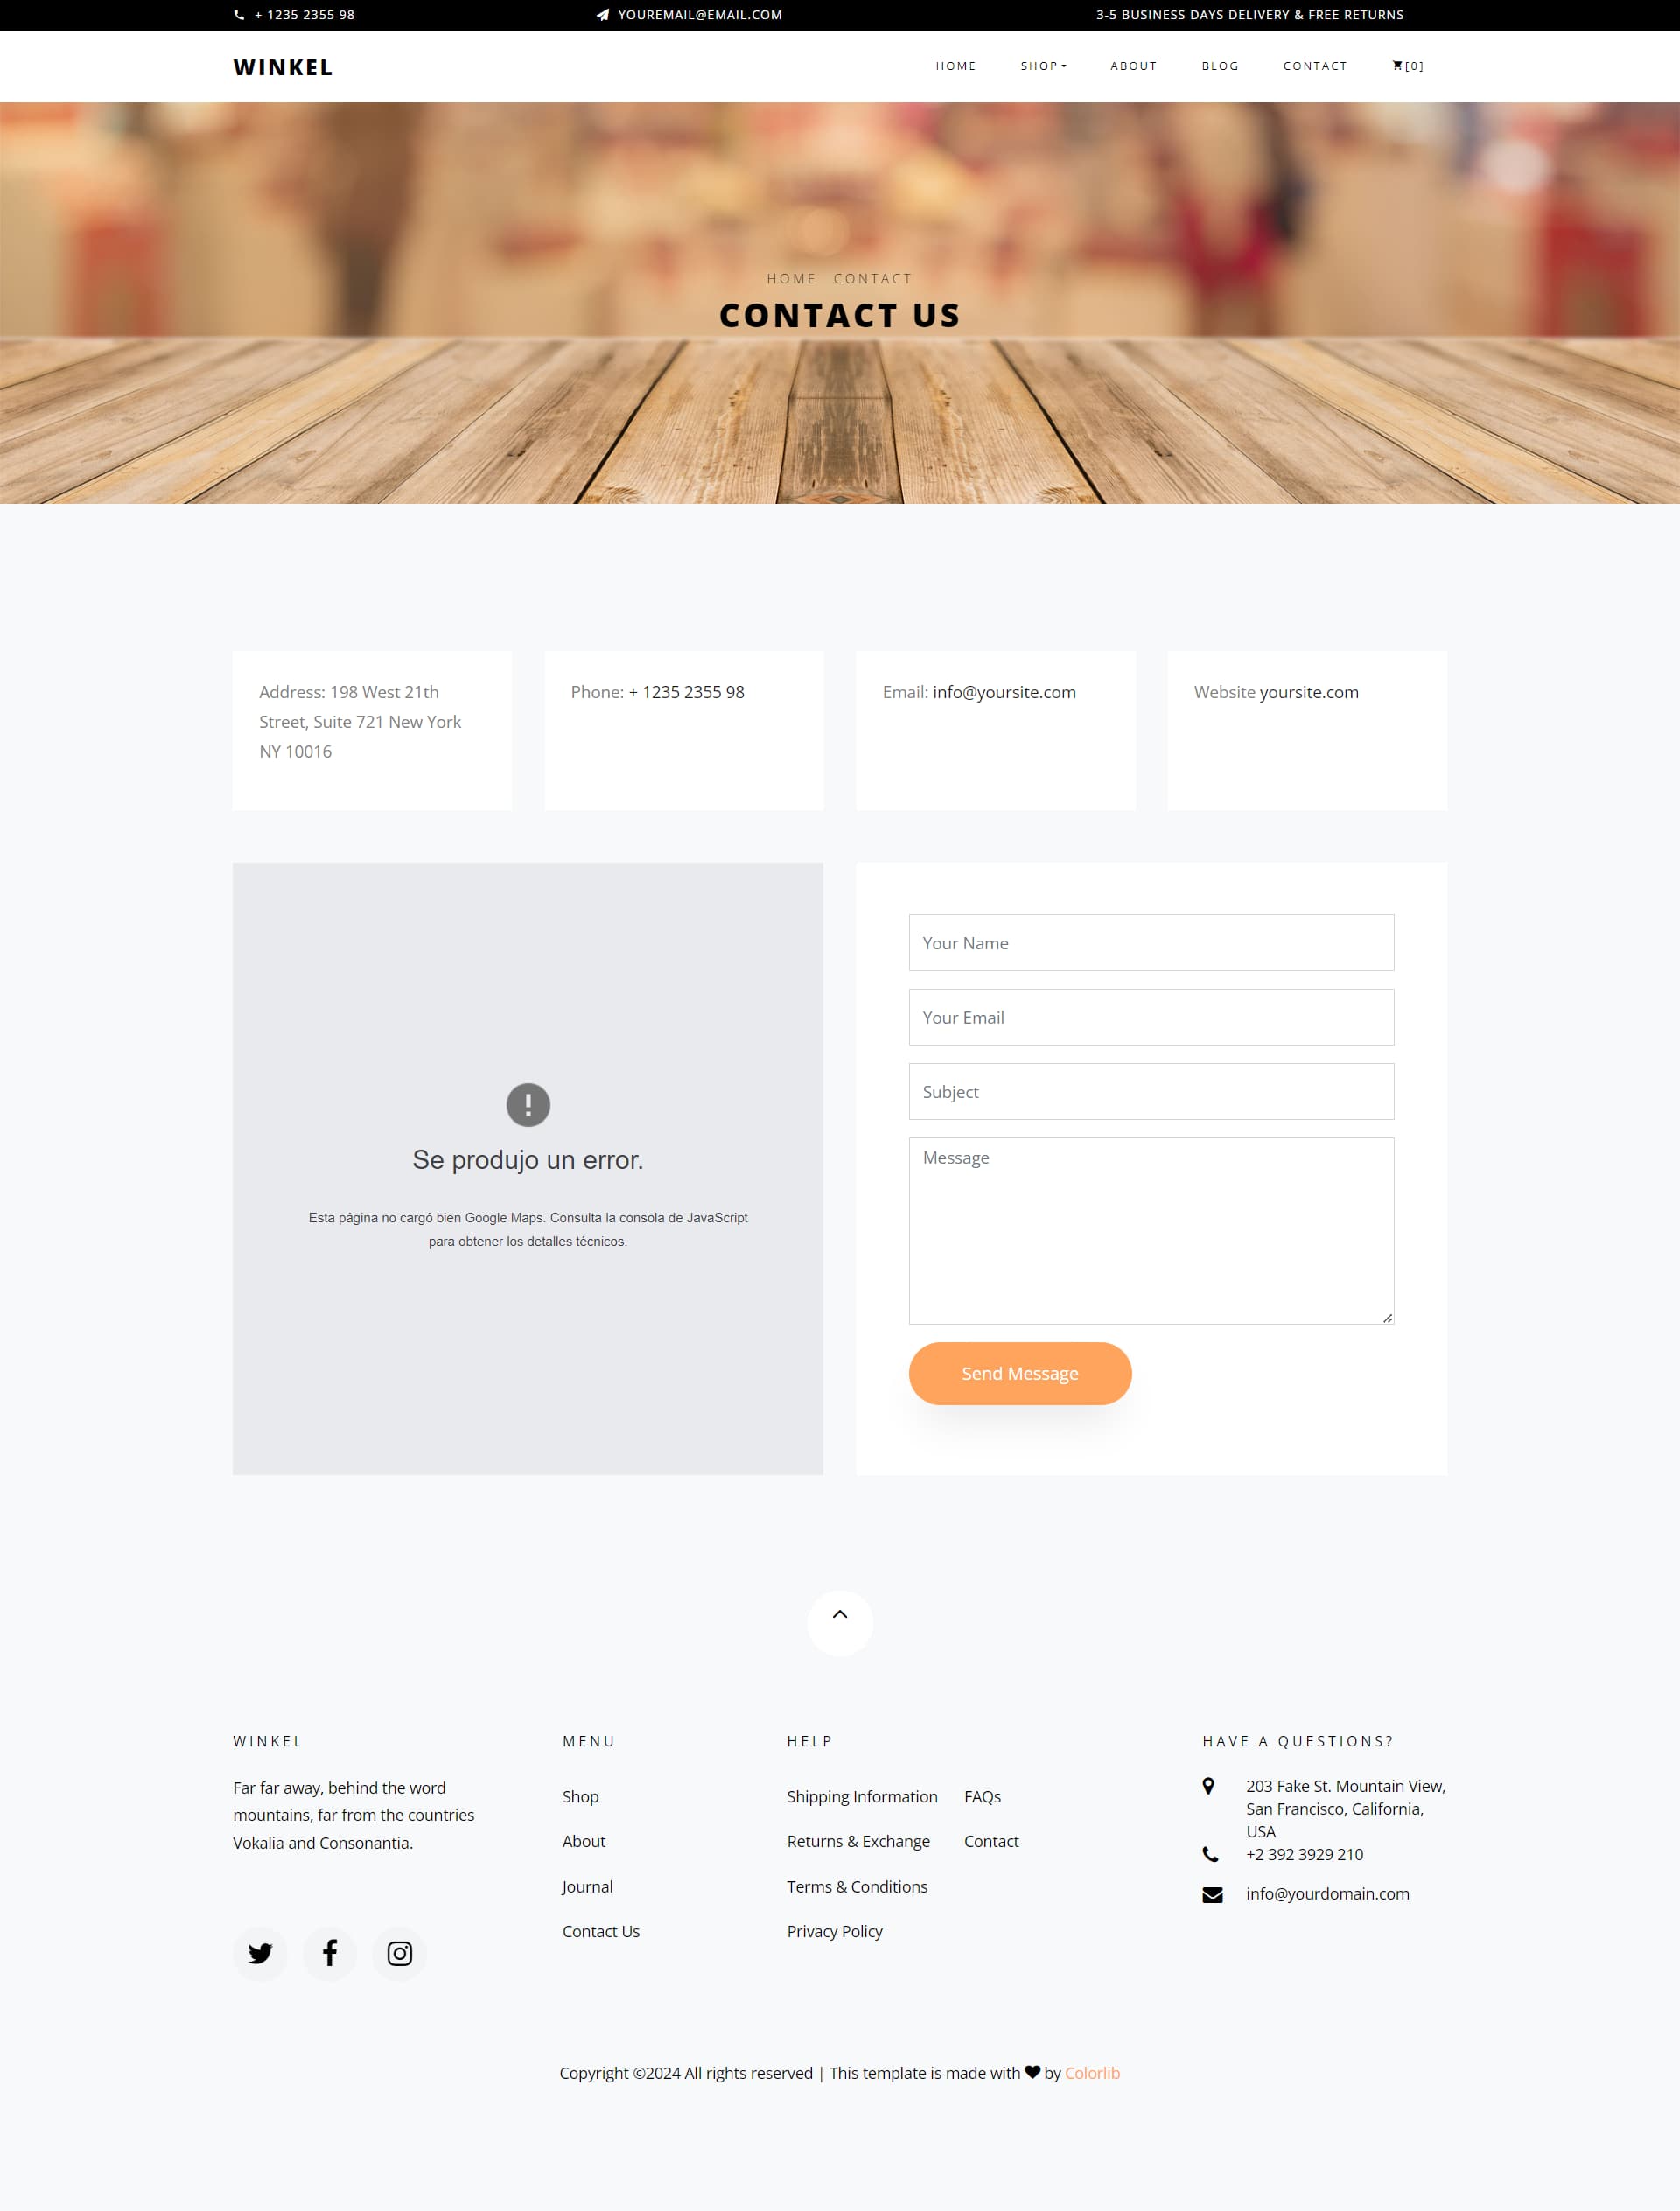 + 1235 2355 98
YOUREMAIL@EMAIL.COM
3-5 BUSINESS DAYS DELIVERY & FREE RETURNS
WINKEL
HOME
SHOP
ABOUT
BLOG
CONTACT
[0]
HOME CONTACT
CONTACT US
Address: 198 West 21th
Street, Suite 721 New York
NY 10016
Phone: + 1235 2355 98
Email: info@yoursite.com
Website yoursite.com
Se produjo un error.
Esta página no cargó bien Google Maps. Consulta la consola de JavaScript
para obtener los detalles técnicos.
Your Name
Your Email
Subject
Message
Send Message
WINKEL
Far far away, behind the word
mountains, far from the countries
Vokalia and Consonantia.
MENU
Shop
About
Journal
Contact Us
HELP
Shipping Information
Returns & Exchange
Terms & Conditions
Privacy Policy
FAQs
Contact
HAVE A QUESTIONS?
203 Fake St. Mountain View,
San Francisco, California,
USA
+2 392 3929 210
info@yourdomain.com
Copyright ©2024 All rights reserved | This template is made with ♥ by Colorlib